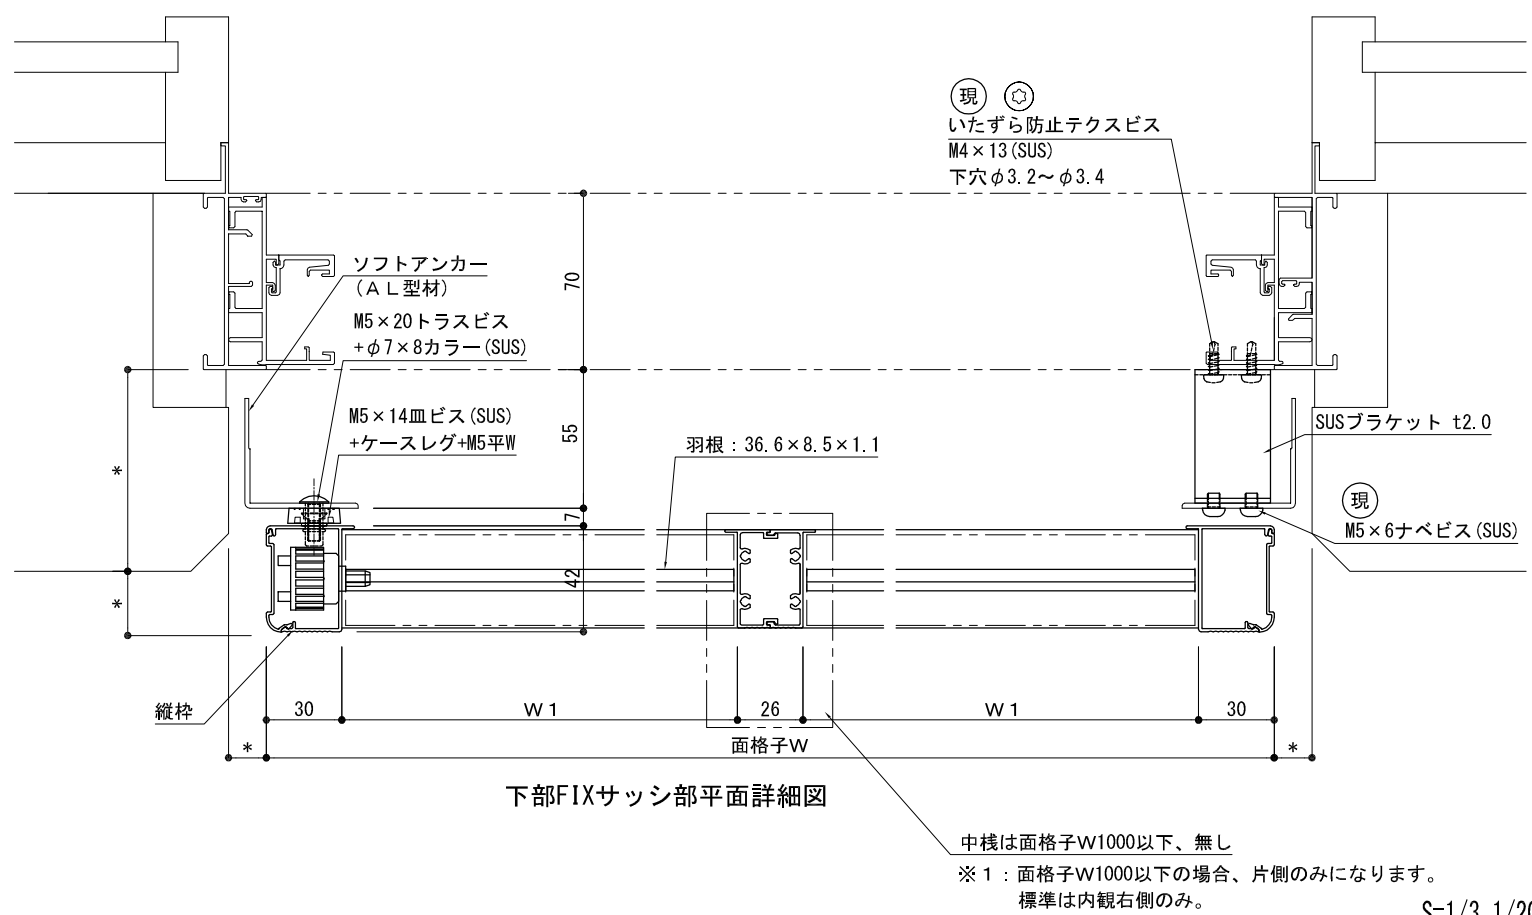 現
いたずら防止テクスビス
M4×13(SUS)
下穴φ3.2～φ3.4
ソフトアンカー
(ＡＬ型材)
70
M5×20トラスビス
+φ7×8カラー(SUS)
M5×14皿ビス(SUS)
+ケースレグ+M5平W
55
羽根：36.6×8.5×1.1
SUSブラケット t2.0
*
現
M5×6ナベビス(SUS)
7
42
*
縦枠
30
W1
26
W1
30
*
面格子W
*
下部FIXサッシ部平面詳細図
中桟は面格子W1000以下、無し
※１：面格子W1000以下の場合、片側のみになります。
標準は内観右側のみ。